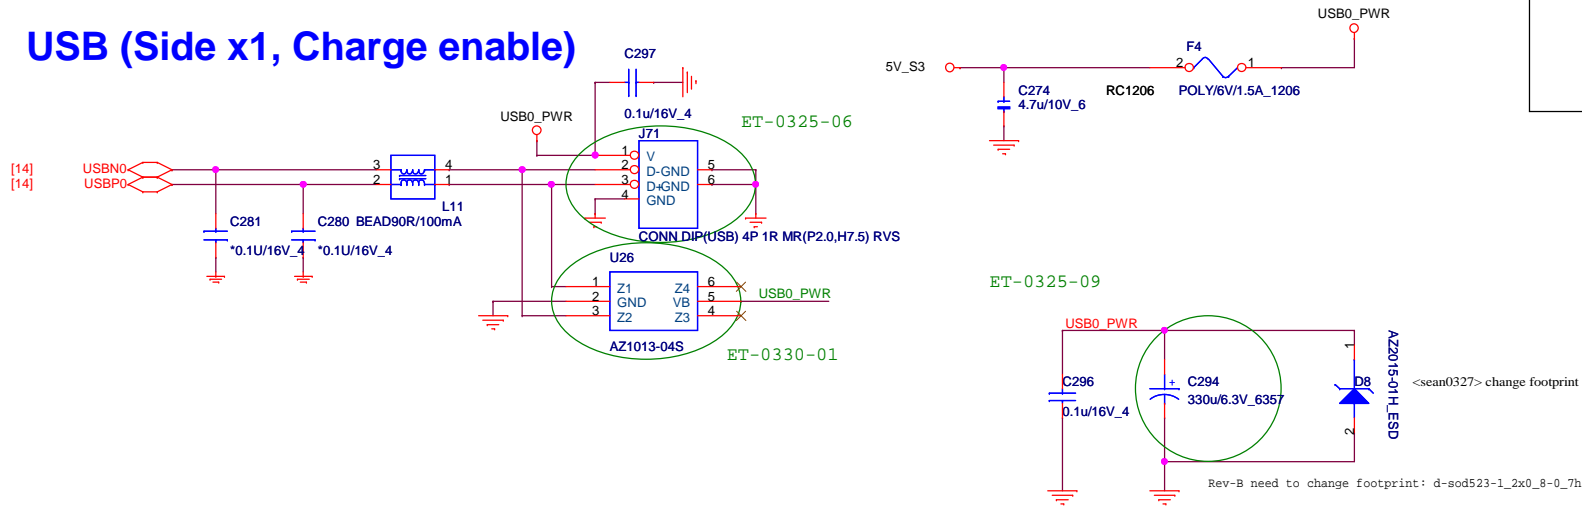 USB (Side x1, Charge enable)
USB0_PWR
F4
5V_S3
2
1
C274
4.7u/10V_6
RC1206
POLY/6V/1.5A_1206
C297
0.1u/16V_4
ET-0325-06
USB0_PWR
J71
1
V
2
D-
GND
5
3
D+
GND
6
4
GND
CONN DIP(USB) 4P 1R MR(P2.0,H7.5) RVS
[14]
USBN0
[14]
USBP0
3
4
2
1
L11
BEAD90R/100mA
C281
*0.1U/16V_4
C280
*0.1U/16V_4
U26
1
Z1
Z4
6
2
GND
VB
5
USB0_PWR
3
Z2
Z3
4
AZ1013-04S
ET-0330-01
ET-0325-09
USB0_PWR
C296
0.1u/16V_4
+
C294
330u/6.3V_6357
1
D8
2
AZ2015-01H_ESD
<sean0327> change footprint
Rev-B need to change footprint: d-sod523-1_2x0_8-0_7h